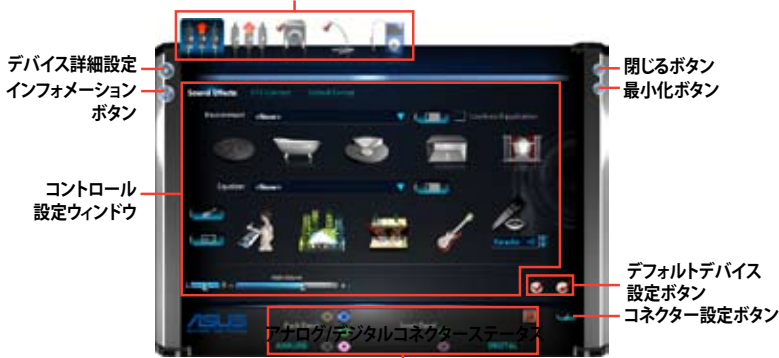 デバイス詳細設定
インフォメーション
ボタン
コントロール
設定ウィンドウ
閉じるボタン
最小化ボタン
Sound Effects
Environment
<None>
Equalizer
<None>
Karaoke
デフォルトデバイス
設定ボタン
コネクター設定ボタン
ASUS
アナログ/デジタルコネクターステータス
ANALOG
DIGITAL